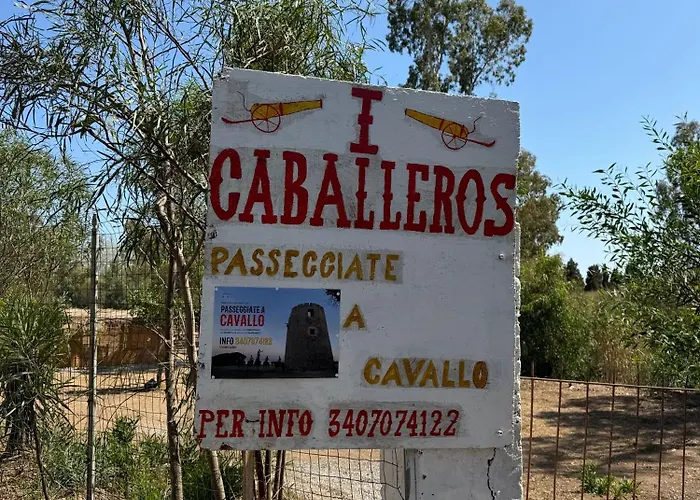 I
CABALLEROS
PASSEGGIATE
A
CAVALLO
PASSEGGIATE A
CAVALLO
INFO 3407074122
PER-INFO 3407074122